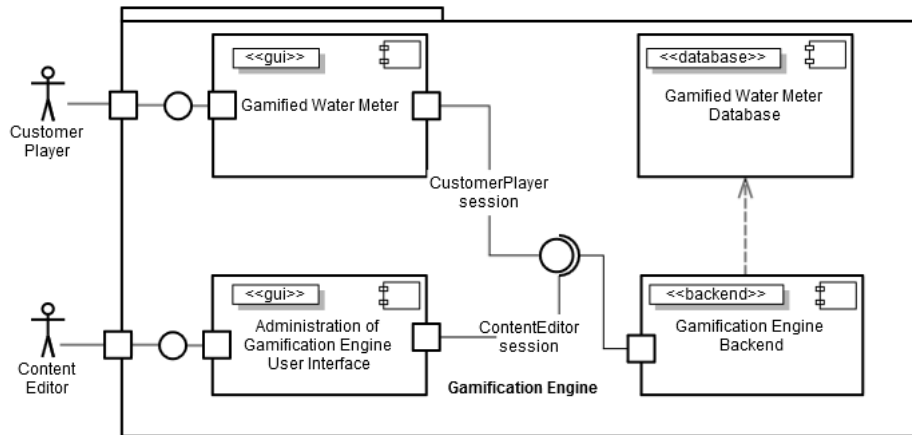 <<gui>>
Gamified Water Meter
<<database>>
Gamified Water Meter
Database
Customer
Player
CustomerPlayer
session
<<gui>>
Administration of
Gamification Engine
User Interface
ContentEditor
session
<<backend>>
Gamification Engine
Backend
Content
Editor
Gamification Engine